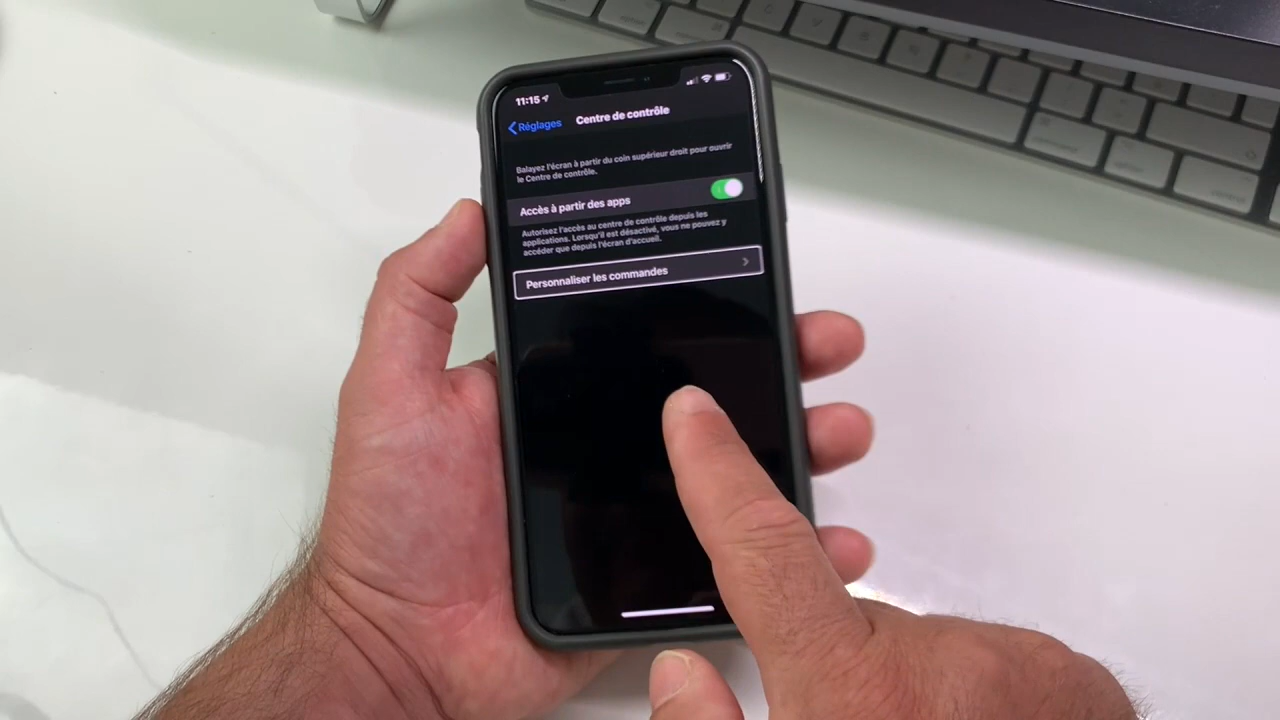 11:15
Réglages
Centre de contrôle
Balayez l'écran à partir du coin supérieur droit pour ouvrir
le Centre de contrôle.
Accès à partir des apps
Autorisez l'accès au centre de contrôle depuis les
applications. Lorsqu'il est désactivé, vous ne pouvez y
accéder que depuis l'écran d'accueil.
Personnaliser les commandes